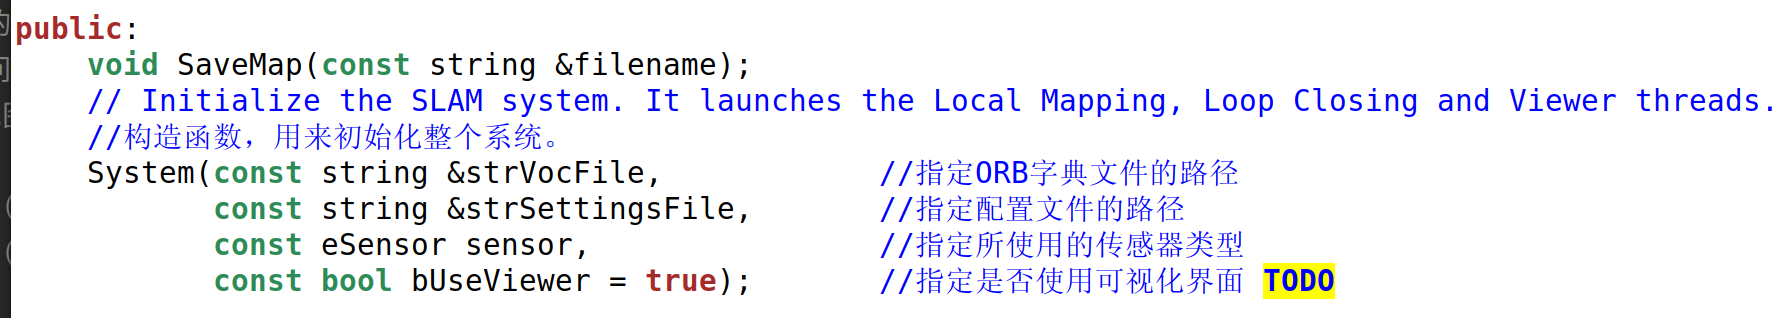 public:
    void SaveMap(const string &filename);
    // Initialize the SLAM system. It launches the Local Mapping, Loop Closing and Viewer threads.
    //构造函数，用来初始化整个系统。
    System(const string &strVocFile,            //指定ORB字典文件的路径
           const string &strSettingsFile,       //指定配置文件的路径
           const eSensor sensor,                //指定所使用的传感器类型
           const bool bUseViewer = true);       //指定是否使用可视化界面 TODO